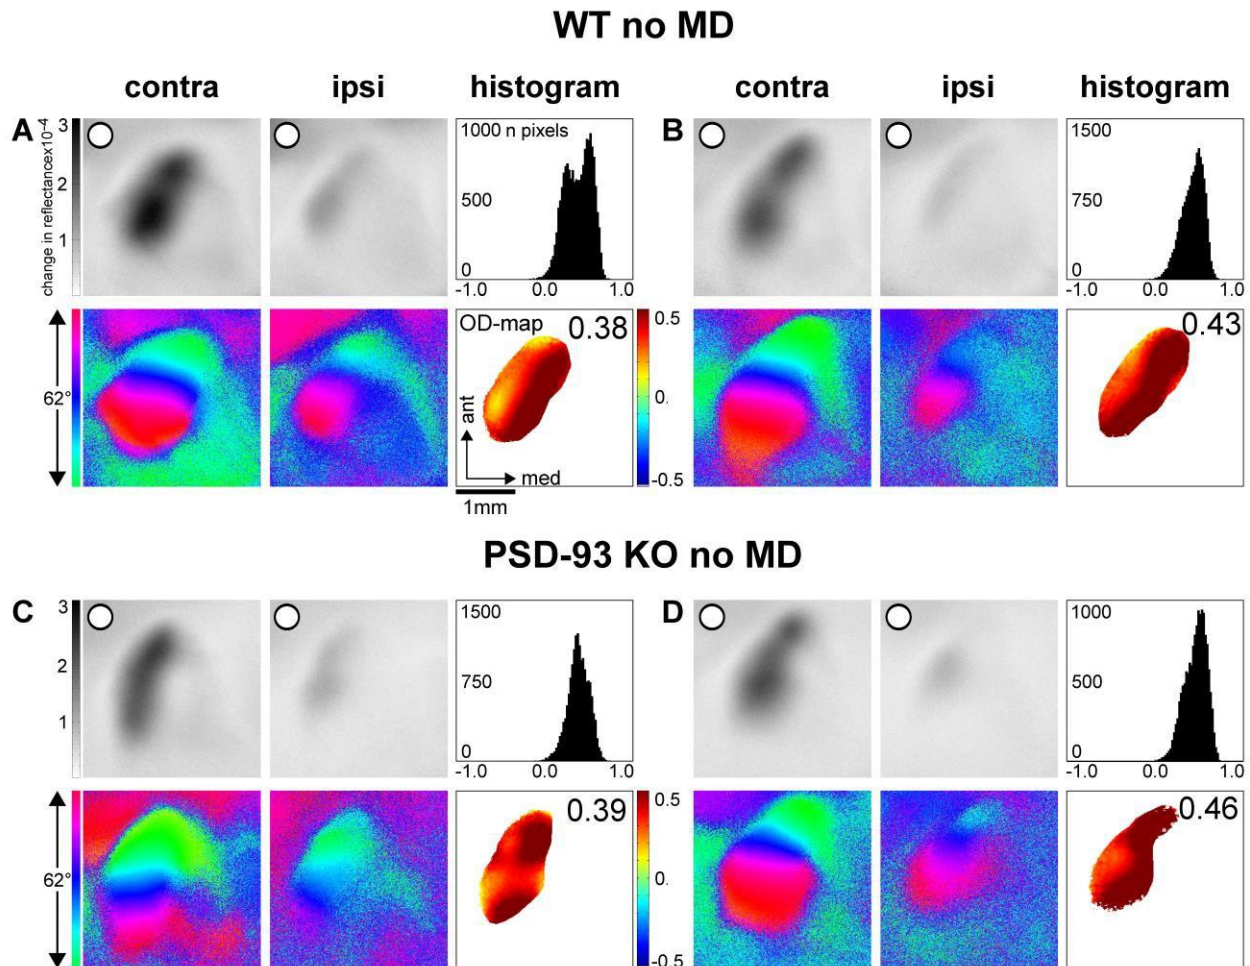 WT no MD
contra ipsi histogram contra ipsi histogram
A
change in reflectancex10-4
3
2
1
1000 n pixels
500
0
-1.0 0.0 1.0
B
1500
750
0
-1.0 0.0 1.0
62°
OD-map 0.38
ant
med
1mm
0.5
0.
-0.5
0.43
PSD-93 KO no MD
C
3
2
1
1500
750
0
-1.0 0.0 1.0
D
1000
500
0
-1.0 0.0 1.0
62°
0.39
0.5
0.
-0.5
0.46